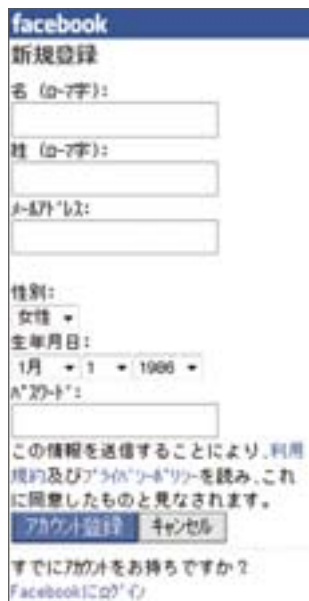 facebook
新規登録
名 (ﾛｰﾏ字):
姓 (ﾛｰﾏ字):
ﾒｰﾙｱﾄﾞﾚｽ:
性別:
女性
生年月日:
1月 1 1986
ﾊﾟｽﾜｰﾄﾞ:
この情報を送信することにより､利用
規約及びﾌﾟﾗｲﾊﾞｼｰﾎﾟﾘｼｰを読み､これ
に同意したものと見なされます。
ｱｶｳﾝﾄ登録 ｷｬﾝｾﾙ
すでにｱｶｳﾝﾄをお持ちですか?
Facebookにﾛｸﾞｲﾝ